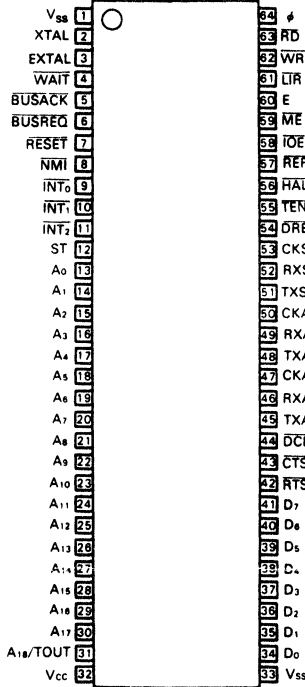 Vss 1
XTAL 2
EXTAL 3
WAIT 4
BUSACK 5
BUSREQ 6
RESET 7
NMI 8
INT₀ 9
INT₁ 10
INT₂ 11
ST 12
A₀ 13
A₁ 14
A₂ 15
A₃ 16
A₄ 17
A₅ 18
A₆ 19
A₇ 20
A₈ 21
A₉ 22
A₁₀ 23
A₁₁ 24
A₁₂ 25
A₁₃ 26
A₁₄ 27
A₁₅ 28
A₁₆ 29
A₁₇ 30
A₁₈/TOUT 31
Vcc 32
64 ϕ
63 RD
62 WR
61 LIR
60 E
59 ME
58 IOE
57 REF
56 HAL
55 TEN
54 DRE
53 CKS
52 RXS
51 TXS
50 CKA
49 RXA
48 TXA
47 CKA
46 RXA
45 TXA
44 DCD
43 CTS
42 RTS
41 D₇
40 D₆
39 D₅
38 D₄
37 D₃
36 D₂
35 D₁
34 D₀
33 Vss